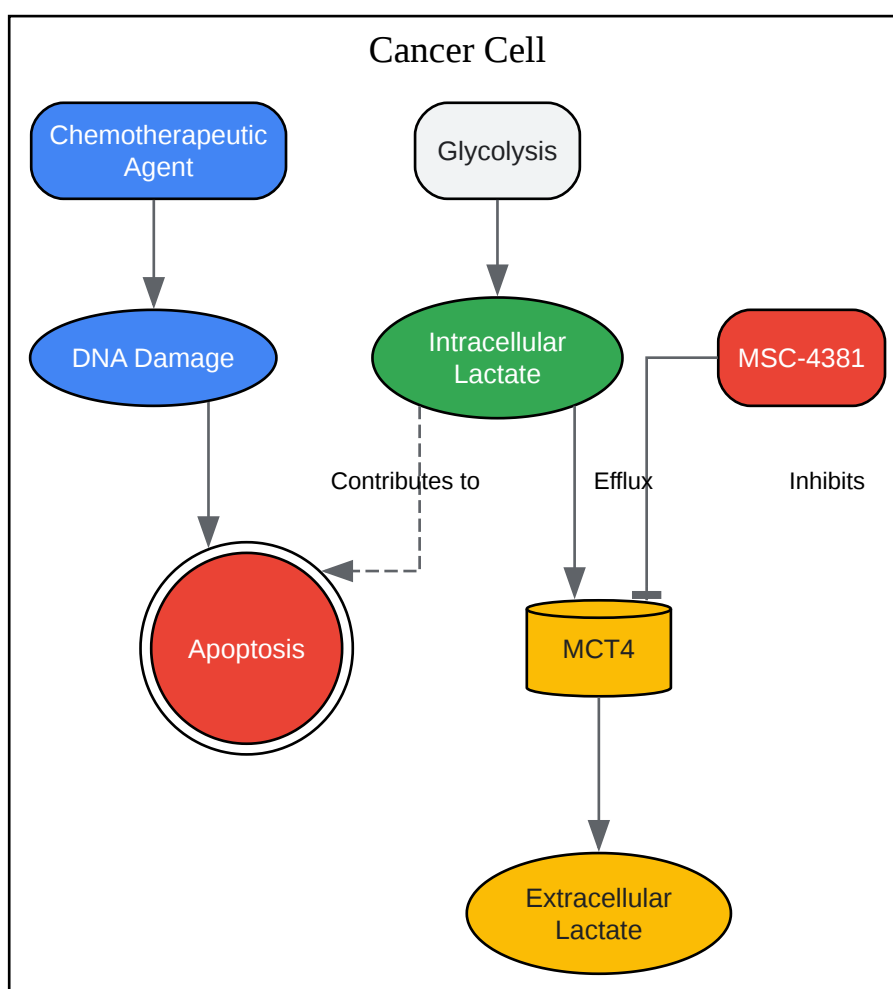 Cancer Cell
Chemotherapeutic
Agent
Glycolysis
DNA Damage
Intracellular
Lactate
MSC-4381
Contributes to
Efflux
Inhibits
Apoptosis
MCT4
Extracellular
Lactate